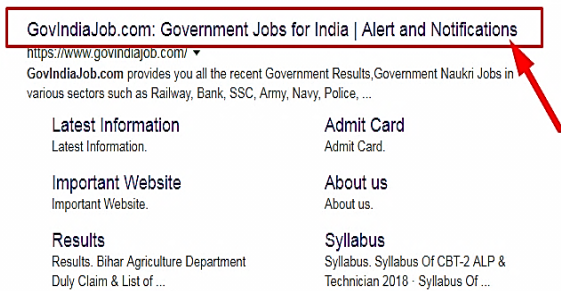 GovIndiaJob.com: Government Jobs for India | Alert and Notifications
https://www.govindiajob.com/
GovIndiaJob.com provides you all the recent Government Results,Government Naukri Jobs in
various sectors such as Railway, Bank, SSC, Army, Navy, Police, ...
Latest Information
Latest Information.
Admit Card
Admit Card.
Important Website
Important Website.
About us
About us.
Results
Results. Bihar Agriculture Department
Duly Claim & List of ...
Syllabus
Syllabus. Syllabus Of CBT-2 ALP &
Technician 2018 · Syllabus Of ...